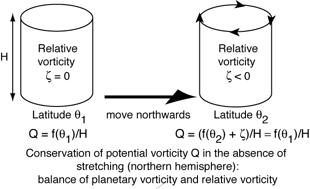 H
Relative
vorticity
ζ = 0
Relative
vorticity
ζ < 0
Latitude θ1
move northwards
Latitude θ2
Q = f(θ1)/H
Q = (f(θ2) + ζ)/H = f(θ1)/H
Conservation of potential vorticity Q in the absence of
stretching (northern hemisphere):
balance of planetary vorticity and relative vorticity